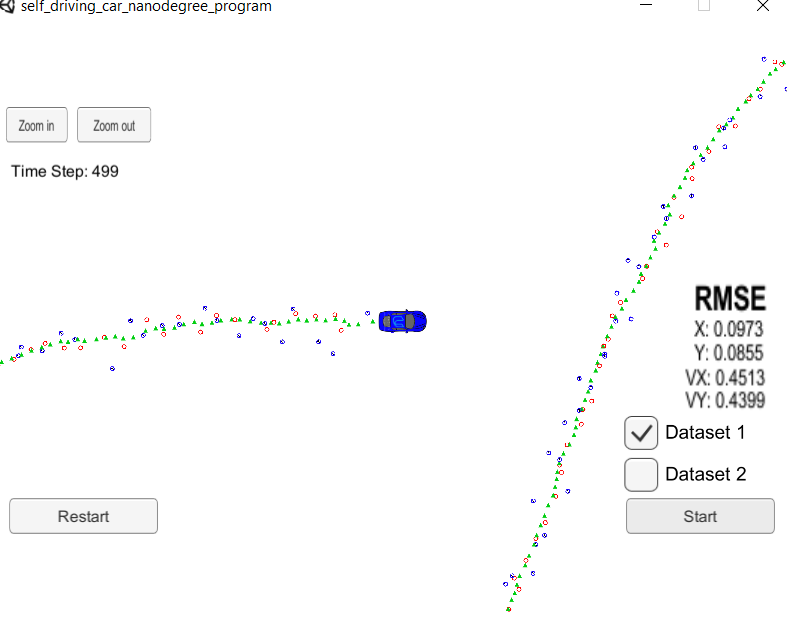 self_driving_car_nanodegree_program
Zoom in
Zoom out
Time Step: 499
RMSE
X: 0.0973
Y: 0.0855
VX: 0.4513
VY: 0.4399
Dataset 1
Dataset 2
Restart
Start